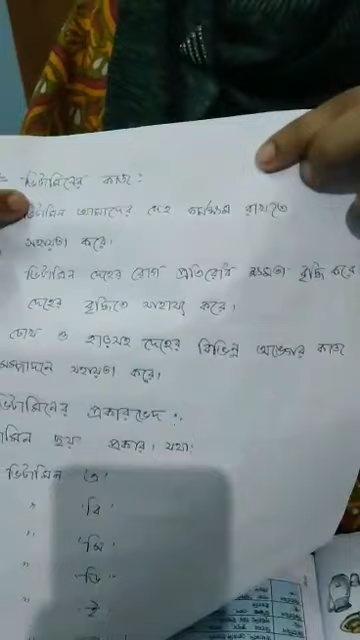 ভিটামিনের কাজ:
ভিটামিন আমাদের দেহ কর্মক্ষম রাখতে
সহায়তা করে।
ভিটামিন দেহের রোগ প্রতিরোধ ক্ষমতা বৃদ্ধি করে
দেহের বৃদ্ধিতে সাহায্য করে।
চোখ ও হাড়সহ দেহের বিভিন্ন অঙ্গের কাজ
সম্পাদনে সহায়তা করে।
ভিটামিনের প্রকারভেদ:
ভিটামিন ছয় প্রকার। যথা:
ভিটামিন 'এ'
" 'বি'
" 'সি'
" 'ডি'
" 'ই'